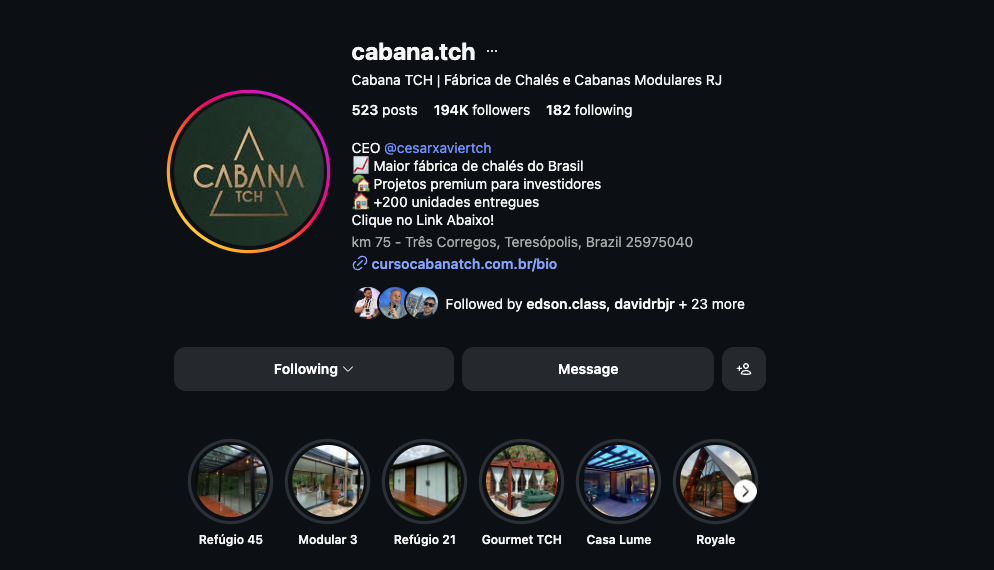 cabana.tch ...
Cabana TCH | Fábrica de Chalés e Cabanas Modulares RJ
523 posts 194K followers 182 following
CABANA
TCH
CEO @cesarxaviertch
📈 Maior fábrica de chalés do Brasil
🏡 Projetos premium para investidores
🏠 +200 unidades entregues
Clique no Link Abaixo!
km 75 - Três Corregos, Teresópolis, Brazil 25975040
cursocabanatch.com.br/bio
Followed by edson.class, davidrbjr + 23 more
Following Message
Refúgio 45 Modular 3 Refúgio 21 Gourmet TCH Casa Lume Royale